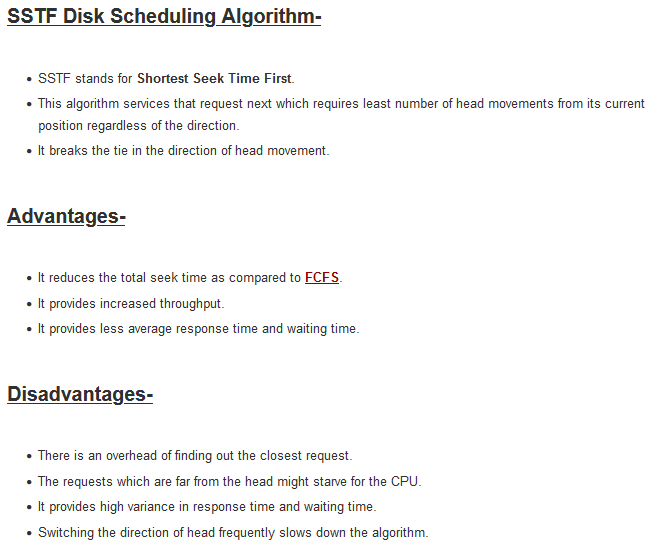 SSTF Disk Scheduling Algorithm-
• SSTF stands for Shortest Seek Time First.
• This algorithm services that request next which requires least number of head movements from its current
position regardless of the direction.
• It breaks the tie in the direction of head movement.
Advantages-
• It reduces the total seek time as compared to FCFS.
• It provides increased throughput.
• It provides less average response time and waiting time.
Disadvantages-
• There is an overhead of finding out the closest request.
• The requests which are far from the head might starve for the CPU.
• It provides high variance in response time and waiting time.
• Switching the direction of head frequently slows down the algorithm.